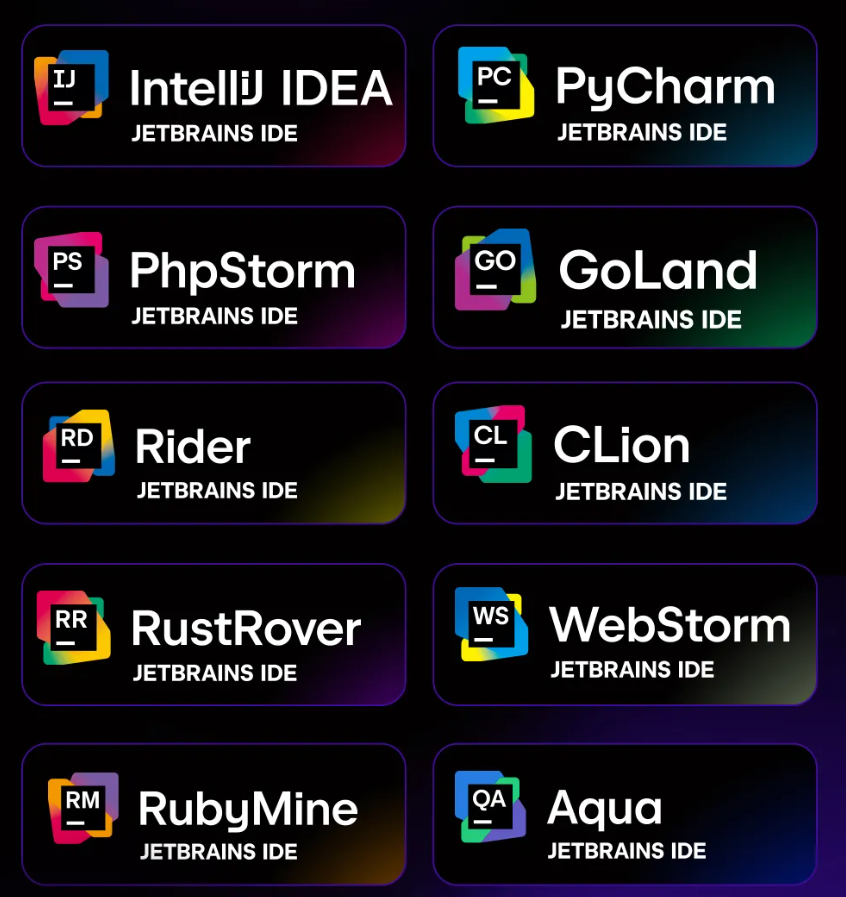 IJ
IntelliJ IDEA
JETBRAINS IDE
PC
PyCharm
JETBRAINS IDE
PS
PhpStorm
JETBRAINS IDE
GO
GoLand
JETBRAINS IDE
RD
Rider
JETBRAINS IDE
CL
CLion
JETBRAINS IDE
RR
RustRover
JETBRAINS IDE
WS
WebStorm
JETBRAINS IDE
RM
RubyMine
JETBRAINS IDE
QA
Aqua
JETBRAINS IDE